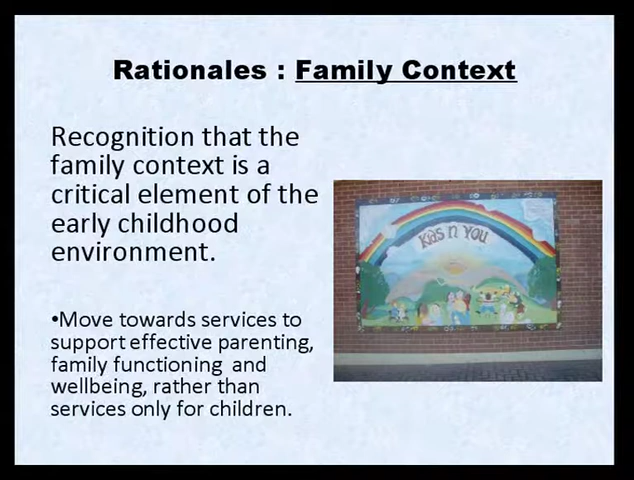 Rationales : Family Context
Recognition that the
family context is a
critical element of the
early childhood
environment.
•Move towards services to
support effective parenting,
family functioning and
wellbeing, rather than
services only for children.
Kids n You